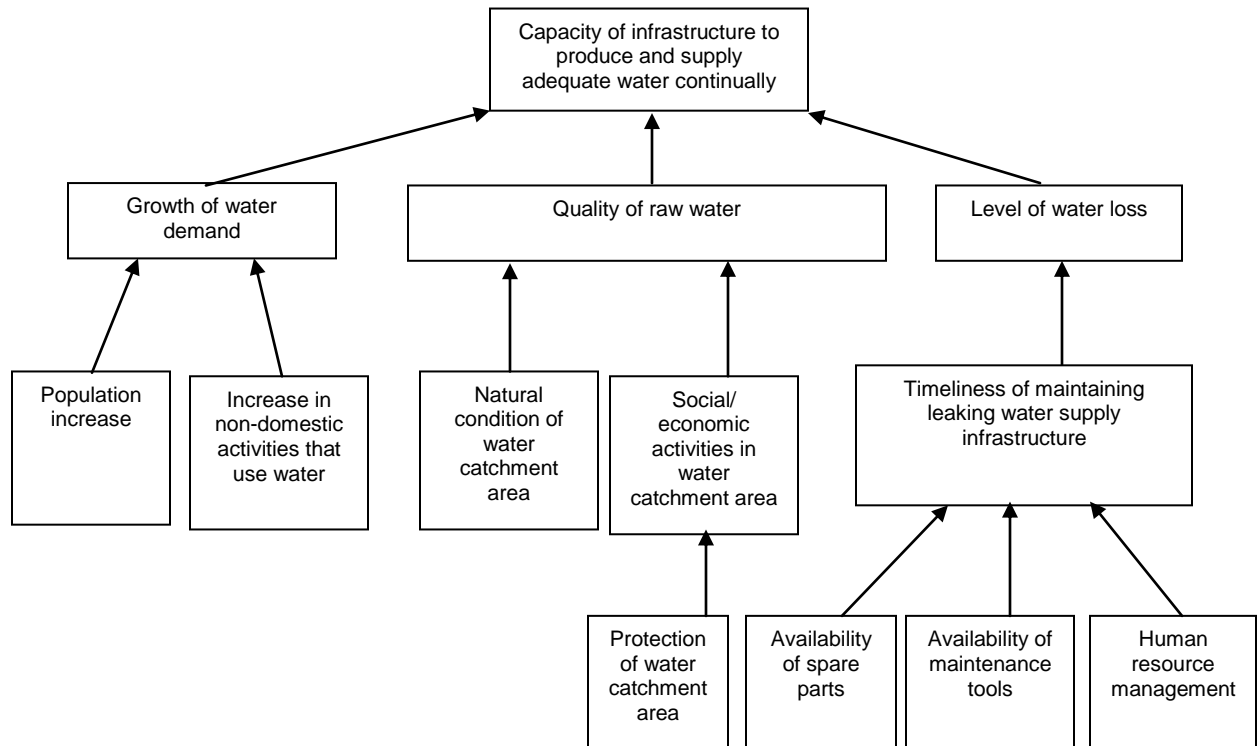 Capacity of infrastructure to
produce and supply
adequate water continually
Growth of water
demand
Quality of raw water
Level of water loss
Population
increase
Increase in
non-domestic
activities that
use water
Natural
condition of
water
catchment
area
Social/
economic
activities in
water
catchment area
Timeliness of maintaining
leaking water supply
infrastructure
Protection
of water
catchment
area
Availability
of spare
parts
Availability of
maintenance
tools
Human
resource
management